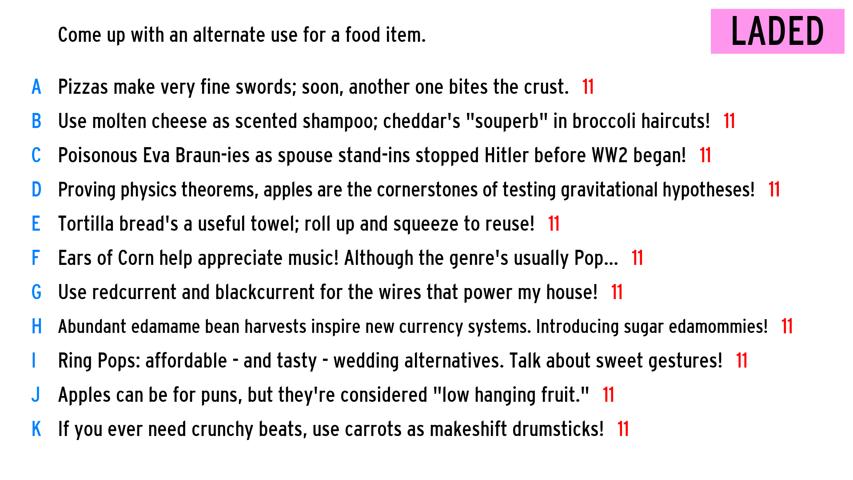 Come up with an alternate use for a food item.
LADED
A Pizzas make very fine swords; soon, another one bites the crust. 11
B Use molten cheese as scented shampoo; cheddar's "souperb" in broccoli haircuts! 11
C Poisonous Eva Braun-ies as spouse stand-ins stopped Hitler before WW2 began! 11
D Proving physics theorems, apples are the cornerstones of testing gravitational hypotheses! 11
E Tortilla bread's a useful towel; roll up and squeeze to reuse! 11
F Ears of Corn help appreciate music! Although the genre's usually Pop... 11
G Use redcurrent and blackcurrent for the wires that power my house! 11
H Abundant edamame bean harvests inspire new currency systems. Introducing sugar edamommies! 11
I Ring Pops: affordable - and tasty - wedding alternatives. Talk about sweet gestures! 11
J Apples can be for puns, but they're considered "low hanging fruit." 11
K If you ever need crunchy beats, use carrots as makeshift drumsticks! 11